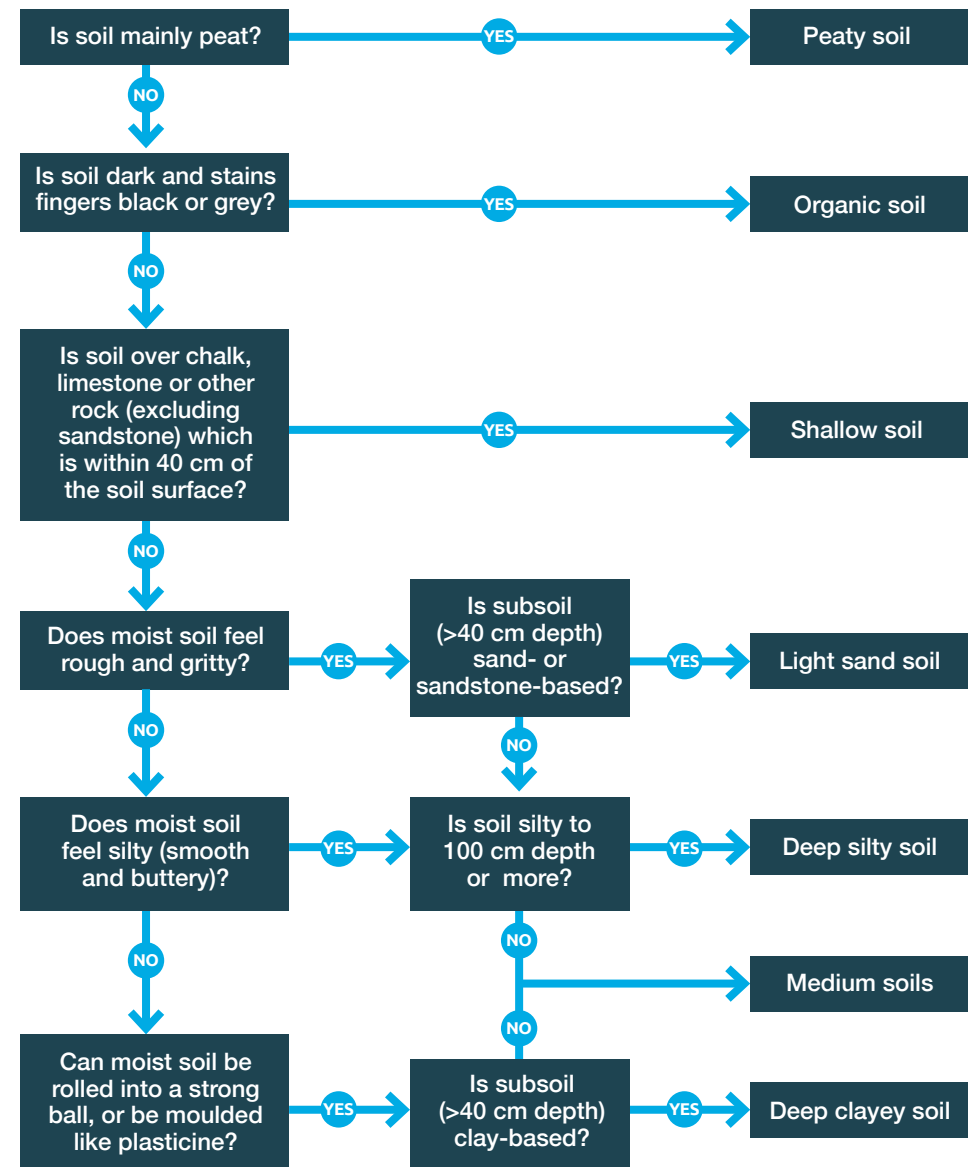 Is soil mainly peat?
YES
Peaty soil
NO
Is soil dark and stains
fingers black or grey?
YES
Organic soil
NO
Is soil over chalk,
limestone or other
rock (excluding
sandstone) which
is within 40 cm of
the soil surface?
YES
Shallow soil
NO
Does moist soil feel
rough and gritty?
YES
Is subsoil
(>40 cm depth)
sand- or
sandstone-based?
YES
Light sand soil
NO
NO
Does moist soil
feel silty (smooth
and buttery)?
YES
Is soil silty to
100 cm depth
or more?
YES
Deep silty soil
NO
NO
Medium soils
NO
Can moist soil be
rolled into a strong
ball, or be moulded
like plasticine?
YES
Is subsoil
(>40 cm depth)
clay-based?
YES
Deep clayey soil